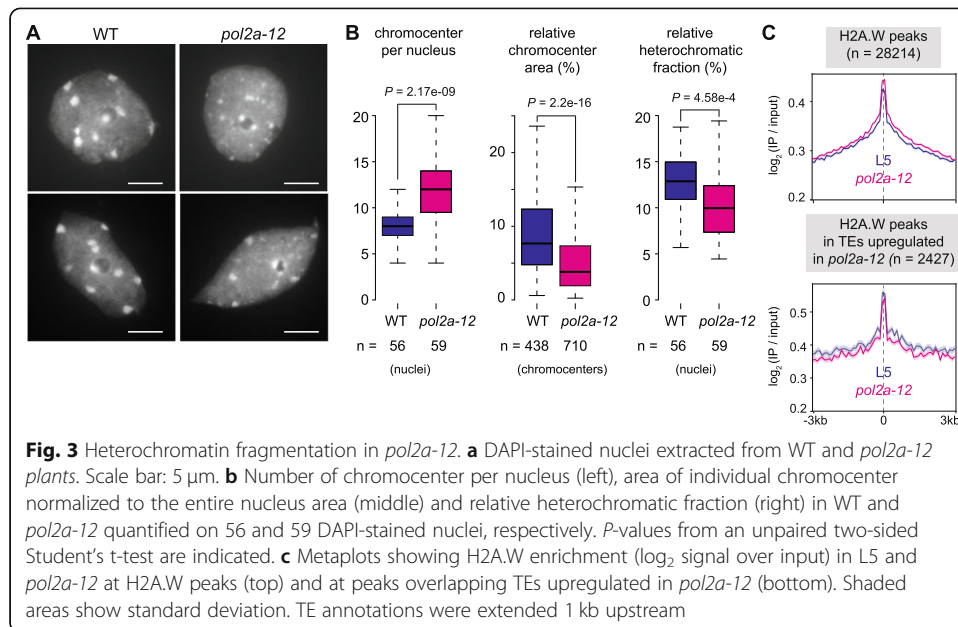 A
WT
pol2a-12
B
chromocenter
per nucleus
P = 2.17e-09
20
15
10
5
0
WT pol2a-12
n = 56 59
(nuclei)
relative
chromocenter
area (%)
P = 2.2e-16
20
10
5
0
WT pol2a-12
n = 438 710
(chromocenters)
relative
heterochromatic
fraction (%)
P = 4.58e-4
20
15
10
5
0
WT pol2a-12
n = 56 59
(nuclei)
C
H2A.W peaks
(n = 28214)
log2 (IP / input)
0.4
0.3
0.2
L5
pol2a-12
H2A.W peaks
in TEs upregulated
in pol2a-12 (n = 2427)
log2 (IP / input)
0.5
0.4
0.3
0.2
L5
pol2a-12
-3kb 0 3kb
Fig. 3 Heterochromatin fragmentation in pol2a-12. a DAPI-stained nuclei extracted from WT and pol2a-12
plants. Scale bar: 5 μm. b Number of chromocenter per nucleus (left), area of individual chromocenter
normalized to the entire nucleus area (middle) and relative heterochromatic fraction (right) in WT and
pol2a-12 quantified on 56 and 59 DAPI-stained nuclei, respectively. P-values from an unpaired two-sided
Student's t-test are indicated. c Metaplots showing H2A.W enrichment (log2 signal over input) in L5 and
pol2a-12 at H2A.W peaks (top) and at peaks overlapping TEs upregulated in pol2a-12 (bottom). Shaded
areas show standard deviation. TE annotations were extended 1 kb upstream